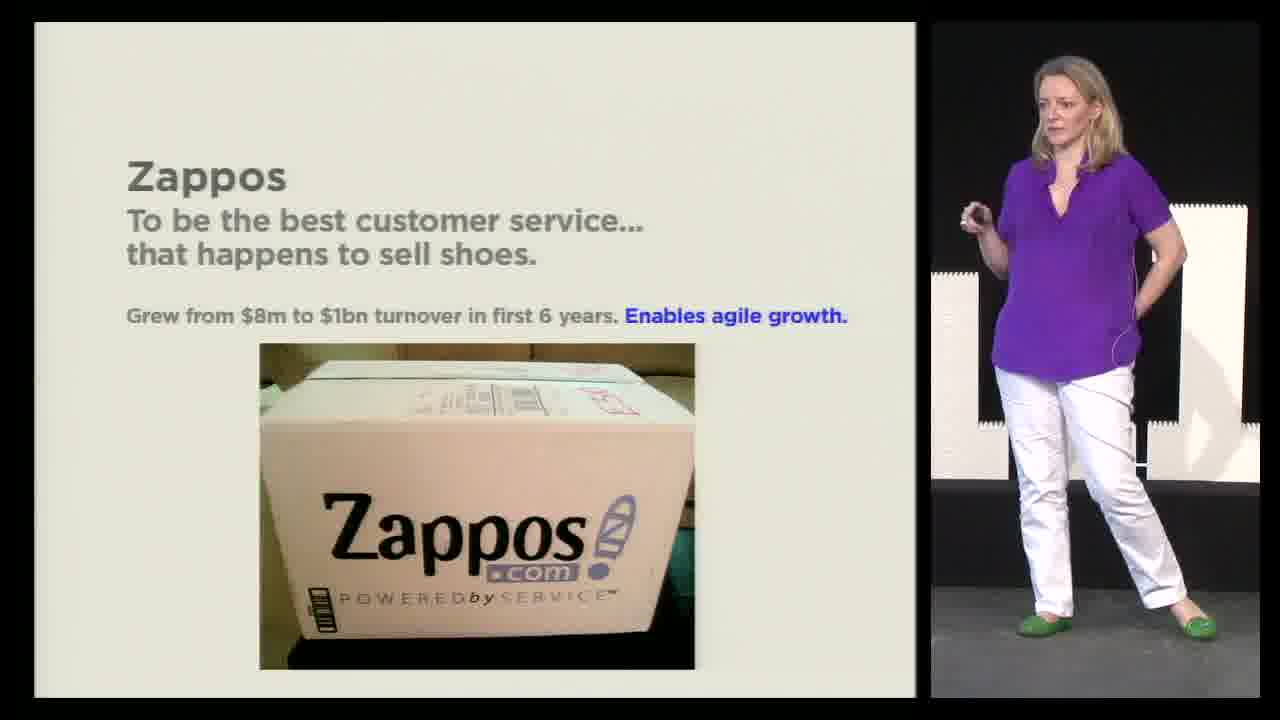 Zappos
To be the best customer service...
that happens to sell shoes.
Grew from $8m to $1bn turnover in first 6 years. Enables agile growth.
Zappos
.com
POWERED by SERVICE™